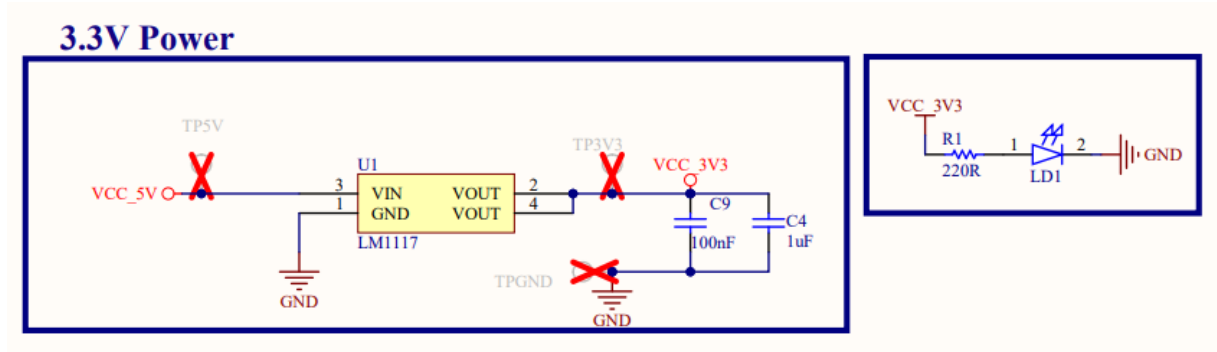 3.3V Power
TP5V
VCC_5V
U1
3 VIN VOUT 2
1 GND VOUT 4
LM1117
GND
TP3V3
VCC_3V3
C9
100nF
C4
1uF
TPGND
GND
VCC_3V3
R1
220R
1 2
LD1
GND